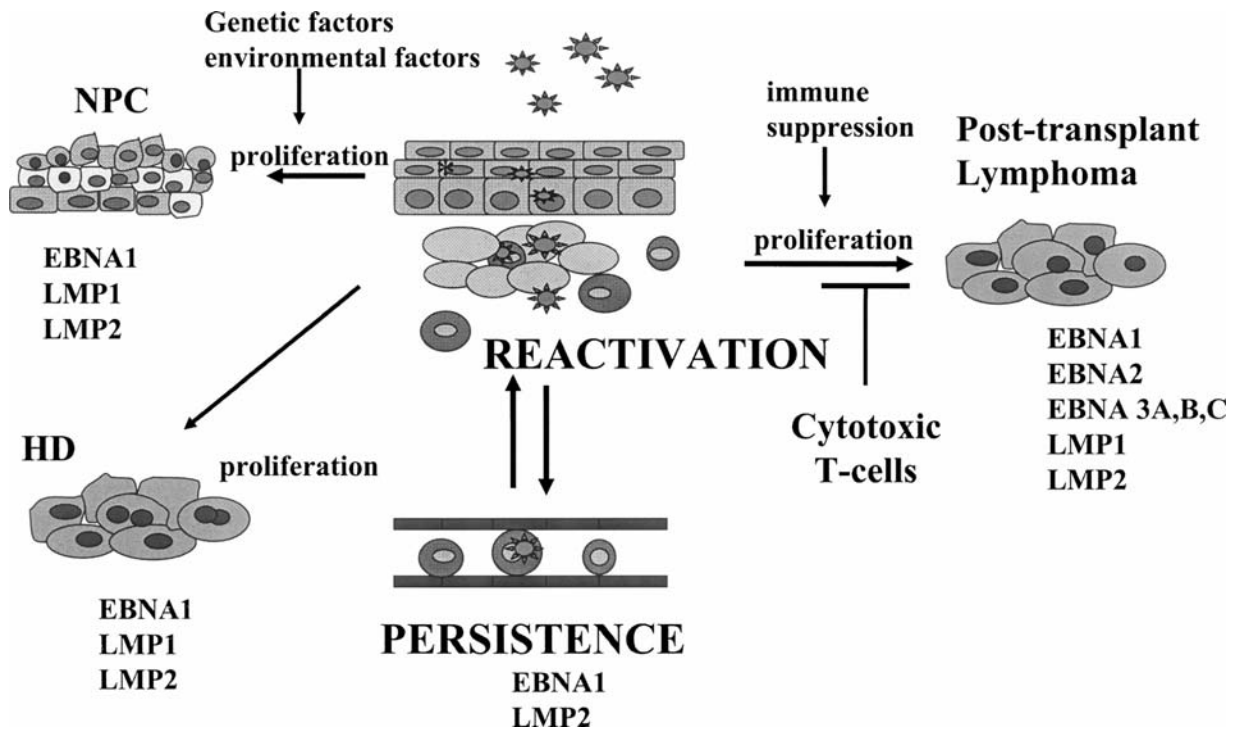 Genetic factors
environmental factors
NPC
proliferation
EBNA1
LMP1
LMP2
immune
suppression
Post-transplant
Lymphoma
proliferation
EBNA1
EBNA2
EBNA 3A,B,C
LMP1
LMP2
REACTIVATION
Cytotoxic
T-cells
HD
proliferation
EBNA1
LMP1
LMP2
PERSISTENCE
EBNA1
LMP2